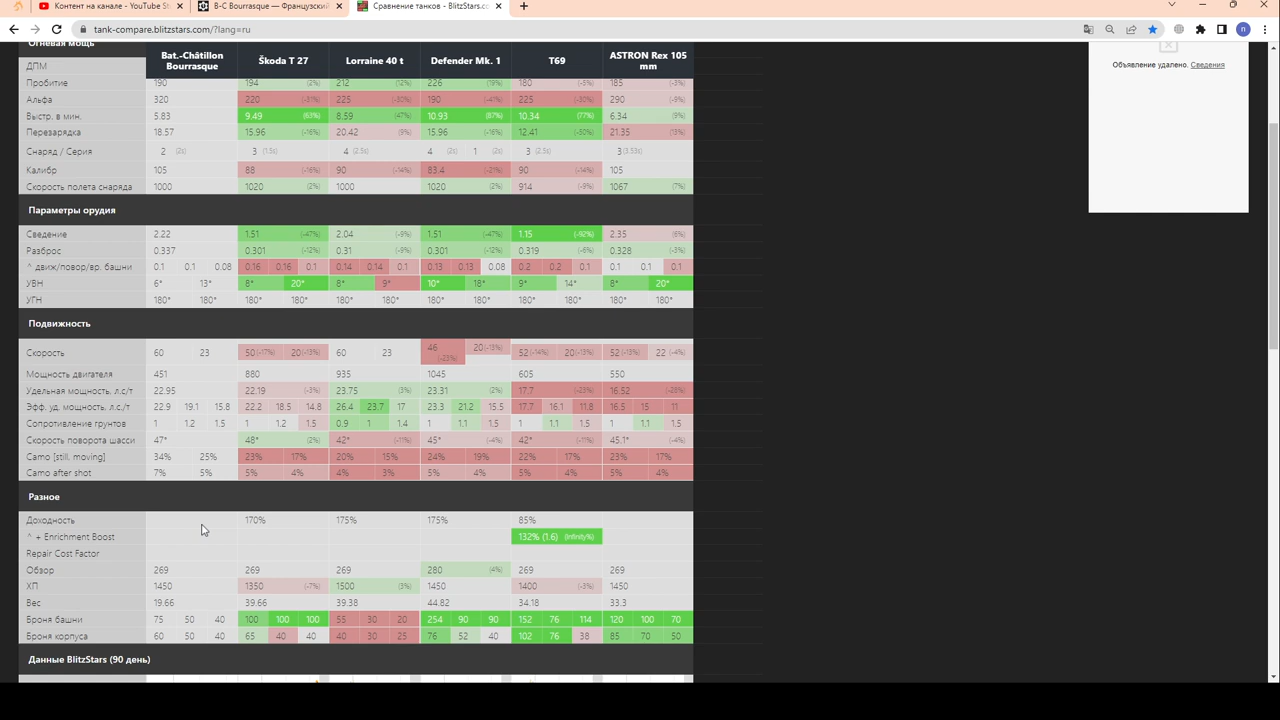 Контент на канале - YouTube St
B-C Bourrasque — Французский
Сравнение танков - BlitzStars.co
tank-compare.blitzstars.com/?lang=ru
Огневая мощь Bat.-Châtillon Bourrasque Škoda T 27 Lorraine 40 t Defender Mk. 1 T69 ASTRON Rex 105 mm
ДПМ
Пробитие 190 194 (2%) 212 (12%) 226 (19%) 180 (-5%) 185 (-3%)
Альфа 320 220 (-31%) 225 (-30%) 190 (-41%) 225 (-30%) 290 (-9%)
Выстр. в мин. 5.83 9.49 (63%) 8.59 (47%) 10.93 (87%) 10.34 (77%) 6.34 (9%)
Перезарядка 18.57 15.96 (-16%) 20.42 (9%) 15.96 (-16%) 12.41 (-50%) 21.35 (13%)
Снаряд / Серия 2 (2s) 3 (1.5s) 4 (2.5s) 4 (2s) 1 (2s) 3 (2.5s) 3 (3.53s)
Калибр 105 88 (-16%) 90 (-14%) 83.4 (-21%) 90 (-14%) 105
Скорость полета снаряда 1000 1020 (2%) 1000 1020 (2%) 914 (-9%) 1067 (7%)
Параметры орудия
Сведение 2.22 1.51 (-47%) 2.04 (-9%) 1.51 (-47%) 1.15 (-92%) 2.35 (6%)
Разброс 0.337 0.301 (-12%) 0.31 (-9%) 0.301 (-12%) 0.319 (-6%) 0.328 (-3%)
^ движ/повор/вр. башни 0.1 0.1 0.08 0.16 0.16 0.1 0.14 0.14 0.1 0.13 0.13 0.08 0.2 0.2 0.1 0.1 0.1 0.1
УВН 6° 13° 8° 20° 8° 9° 10° 18° 9° 14° 8° 20°
УГН 180° 180° 180° 180° 180° 180° 180° 180° 180° 180° 180° 180°
Подвижность
Скорость 60 23 50 (-17%) 20 (-13%) 60 23 46 (-23%) 20 (-13%) 52 (-14%) 20 (-13%) 52 (-13%) 22 (-4%)
Мощность двигателя 451 880 935 1045 605 550
Удельная мощность, л.с/т 22.95 22.19 (-3%) 23.75 (3%) 23.31 (2%) 17.7 (-23%) 16.52 (-28%)
Эфф. уд. мощность, л.с/т 22.9 19.1 15.8 22.2 18.5 14.8 26.4 23.7 17 23.3 21.2 15.5 17.7 16.1 11.8 16.5 15 11
Сопротивление грунтов 1 1.2 1.5 1 1.2 1.5 0.9 1 1.4 1 1.1 1.5 1 1.1 1.5 1 1.1 1.5
Скорость поворота шасси 47° 48° (2%) 42° (-11%) 45° (-4%) 42° (-11%) 45.1° (-4%)
Camo [still, moving] 34% 25% 23% 17% 20% 15% 24% 19% 22% 17% 23% 17%
Camo after shot 7% 5% 5% 4% 4% 3% 5% 4% 5% 4% 5% 4%
Разное
Доходность 170% 175% 175% 85%
^ + Enrichment Boost 132% (1.6) (Infinity%)
Repair Cost Factor
Обзор 269 269 269 280 (4%) 269 269
ХП 1450 1350 (-7%) 1500 (3%) 1450 1400 (-3%) 1450
Вес 19.66 39.66 39.38 44.82 34.18 33.3
Броня башни 75 50 40 100 100 100 55 30 20 254 90 90 152 76 114 120 100 70
Броня корпуса 60 50 40 65 40 40 40 30 25 76 52 40 102 76 38 85 70 50
Данные BlitzStars (90 день)
Объявление удалено. Сведения